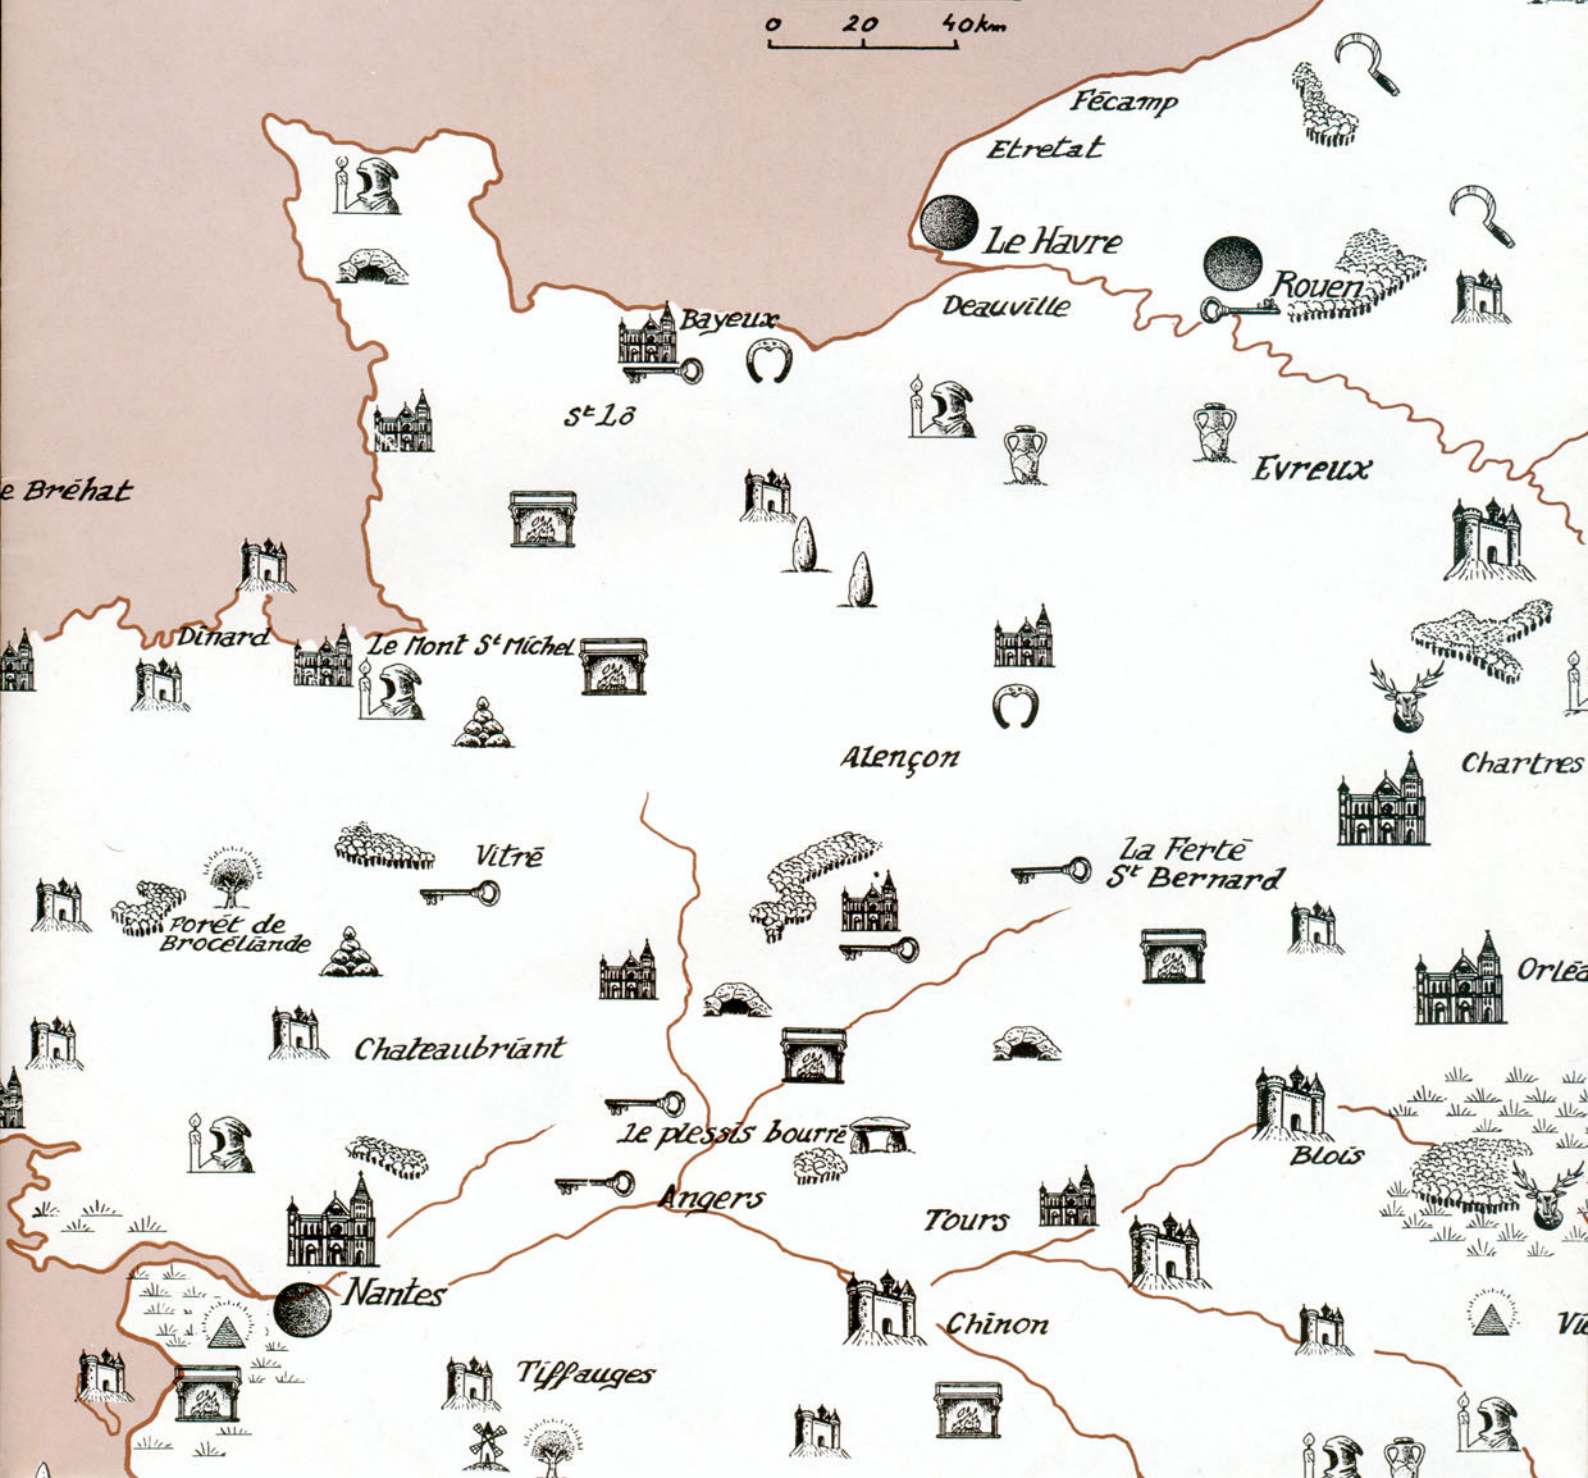 0 20 40km
Fécamp
Etretat
Le Havre
Rouen
Deauville
Bayeux
St Lô
Evreux
e Bréhat
Dinard
Le Mont St Michel
Alençon
Chartres
Vitré
La Ferté
St Bernard
Forêt de
Brocéliande
Orléa
Chateaubriant
le plessis bourré
Blois
Angers
Tours
Nantes
Chinon
Vie
Tiffauges